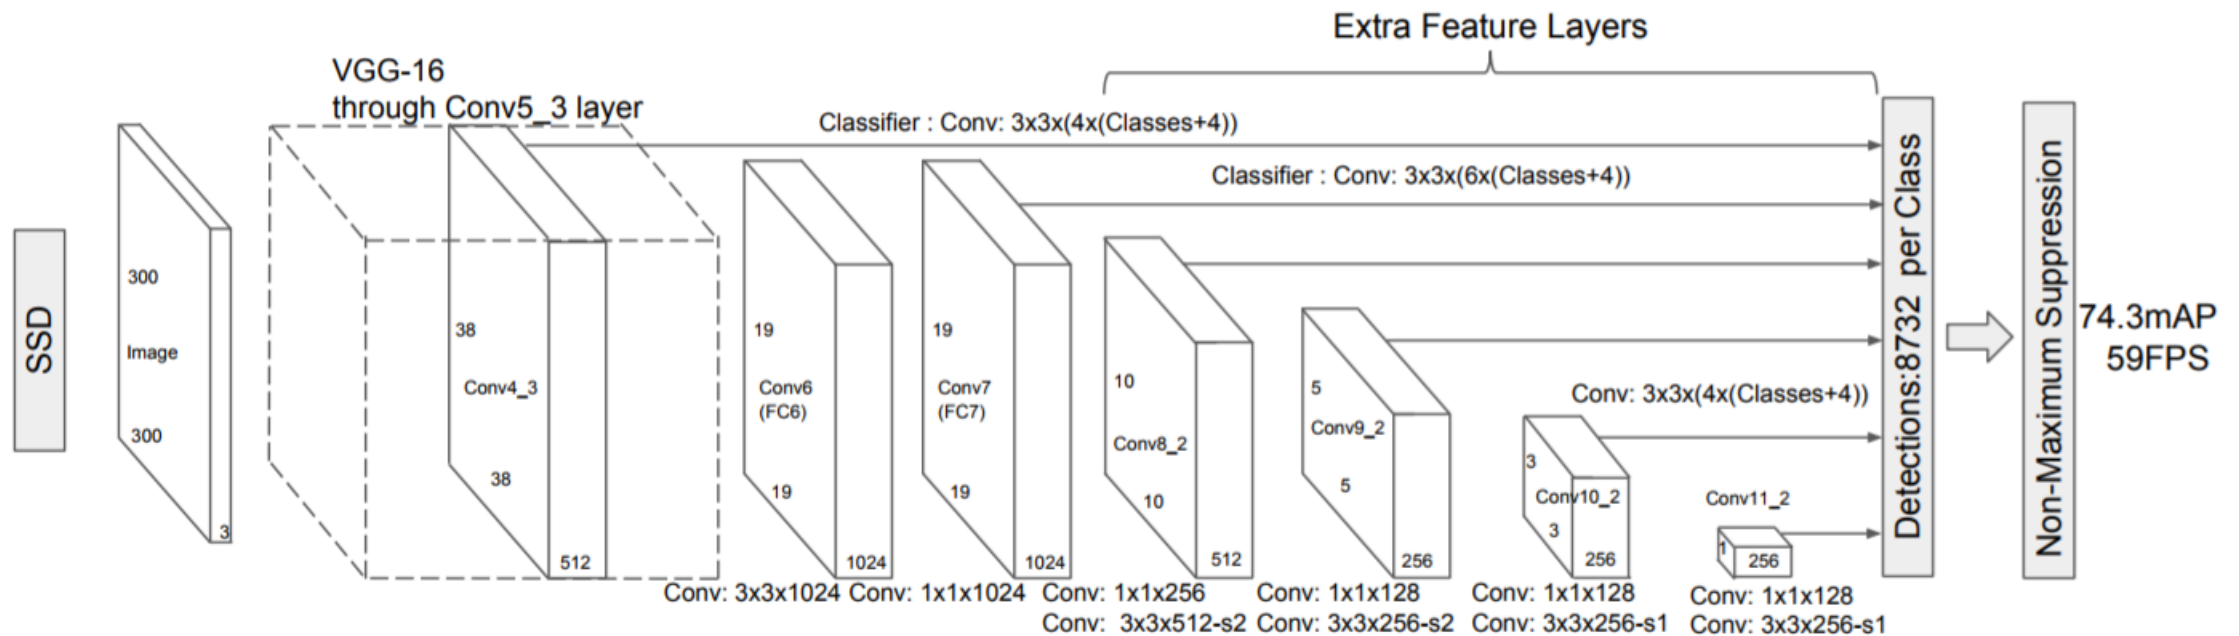 Extra Feature Layers
VGG-16
through Conv5_3 layer
Classifier : Conv: 3x3x(4x(Classes+4))
Classifier : Conv: 3x3x(6x(Classes+4))
SSD
300
Image
300
3
38
Conv4_3
38
512
19
Conv6
(FC6)
19
1024
19
Conv7
(FC7)
19
1024
10
Conv8_2
10
512
5
Conv9_2
5
256
Conv: 3x3x(4x(Classes+4))
3
Conv10_2
3
256
Conv11_2
1
256
Detections:8732 per Class
Non-Maximum Suppression
74.3mAP
59FPS
Conv: 3x3x1024
Conv: 1x1x1024
Conv: 1x1x256
Conv: 3x3x512-s2
Conv: 1x1x128
Conv: 3x3x256-s2
Conv: 1x1x128
Conv: 3x3x256-s1
Conv: 1x1x128
Conv: 3x3x256-s1